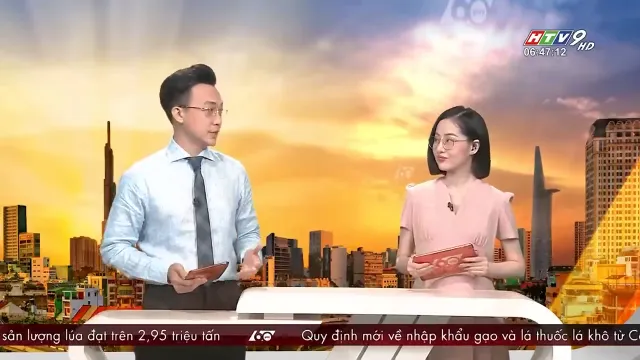 HTV9 HD
06:47:12
sản lượng lúa đạt trên 2,95 triệu tấn 60 Quy định mới về nhập khẩu gạo và lá thuốc lá khô từ C